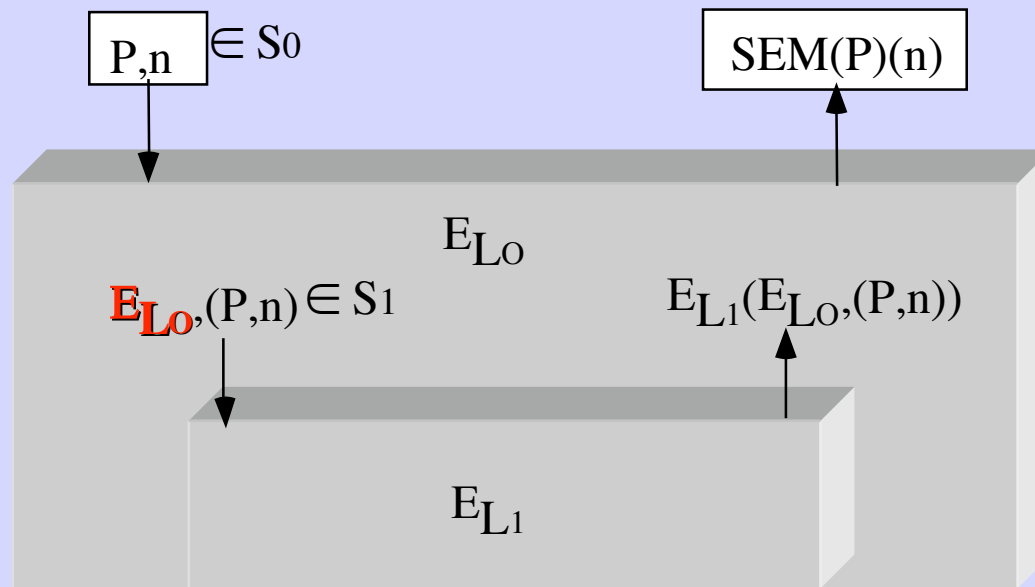 P,n ∈ S0 SEM(P)(n)
ELO
ELO,(P,n) ∈ S1 EL1(ELO,(P,n))
EL1